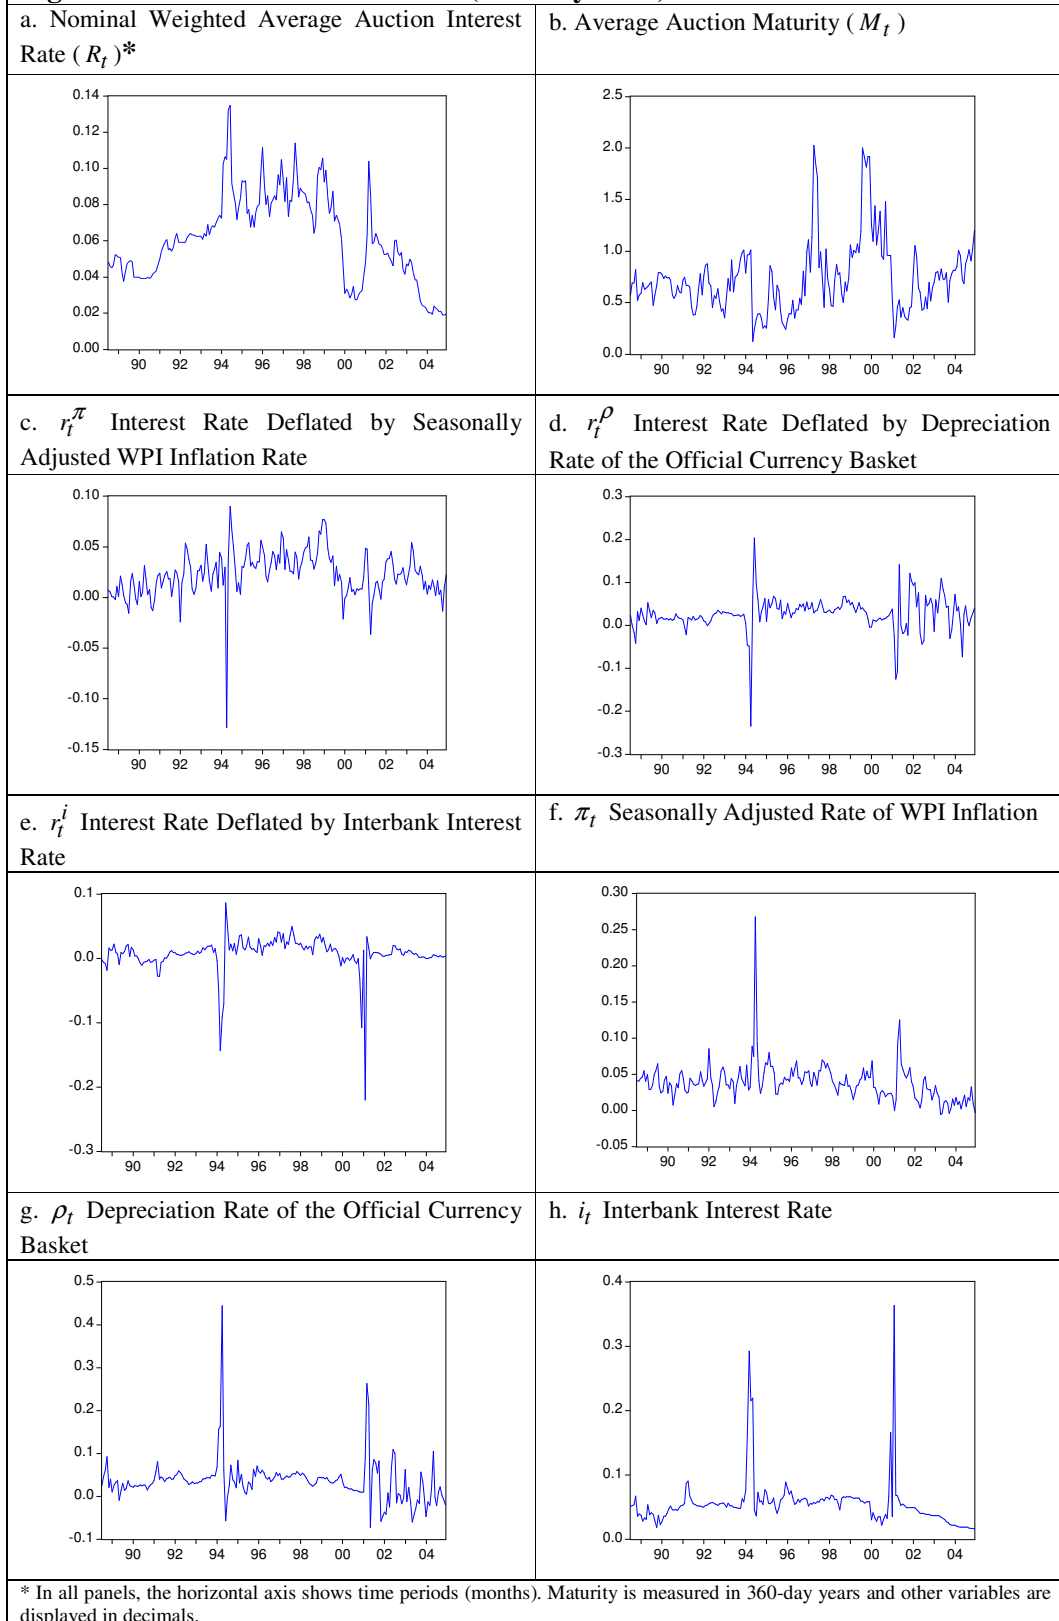 a. Nominal Weighted Average Auction Interest
Rate ( R_t )*
b. Average Auction Maturity ( M_t )
0.14
0.12
0.10
0.08
0.06
0.04
0.02
0.00
90 92 94 96 98 00 02 04
2.5
2.0
1.5
1.0
0.5
0.0
90 92 94 96 98 00 02 04
c. r_t^π Interest Rate Deflated by Seasonally
Adjusted WPI Inflation Rate
d. r_t^ρ Interest Rate Deflated by Depreciation
Rate of the Official Currency Basket
0.10
0.05
0.00
-0.05
-0.10
-0.15
90 92 94 96 98 00 02 04
0.3
0.2
0.1
0.0
-0.1
-0.2
-0.3
90 92 94 96 98 00 02 04
e. r_t^i Interest Rate Deflated by Interbank Interest
Rate
f. π_t Seasonally Adjusted Rate of WPI Inflation
0.1
0.0
-0.1
-0.2
-0.3
90 92 94 96 98 00 02 04
0.30
0.25
0.20
0.15
0.10
0.05
0.00
-0.05
90 92 94 96 98 00 02 04
g. ρ_t Depreciation Rate of the Official Currency
Basket
h. i_t Interbank Interest Rate
0.5
0.4
0.3
0.2
0.1
0.0
-0.1
90 92 94 96 98 00 02 04
0.4
0.3
0.2
0.1
0.0
90 92 94 96 98 00 02 04
* In all panels, the horizontal axis shows time periods (months). Maturity is measured in 360-day years and other variables are
displayed in decimals.